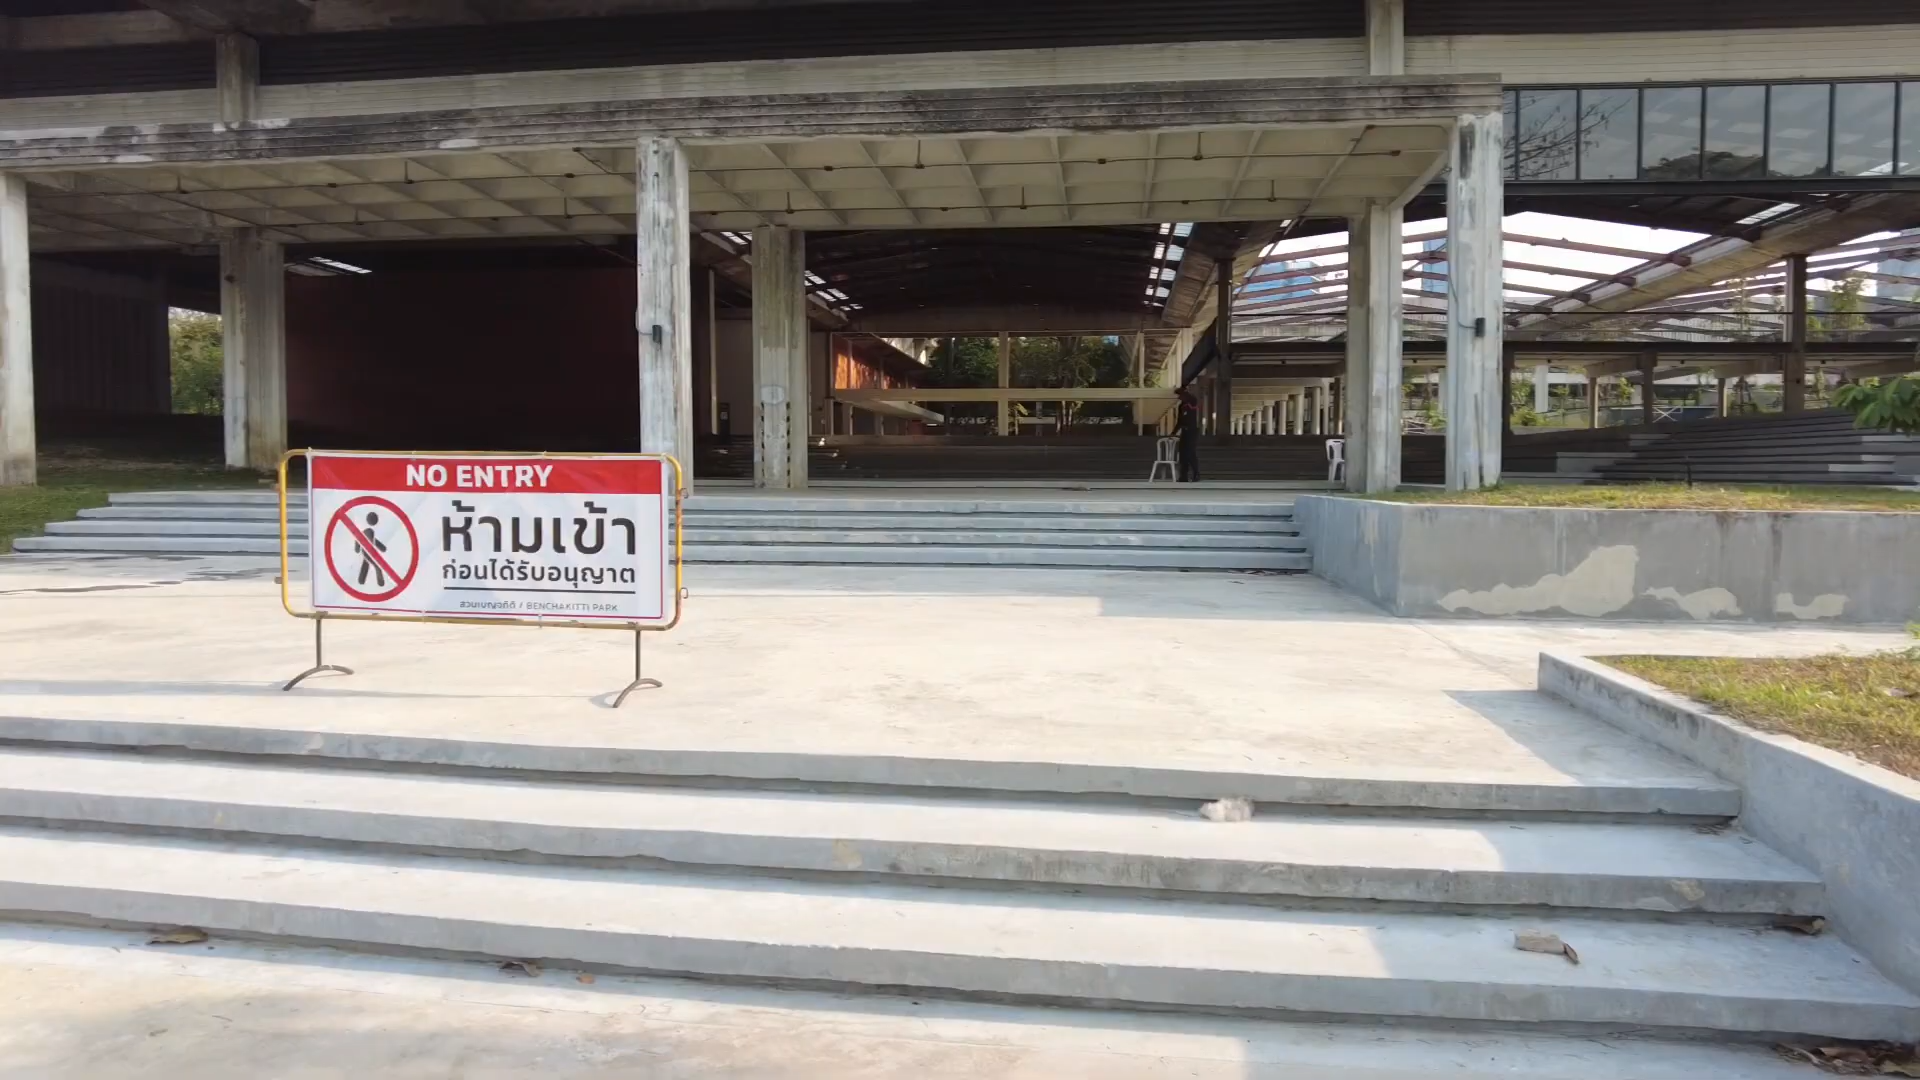 NO ENTRY
ห้ามเข้า
ก่อนได้รับอนุญาต
สวนเบญจกิติ / BENCHAKITTI PARK